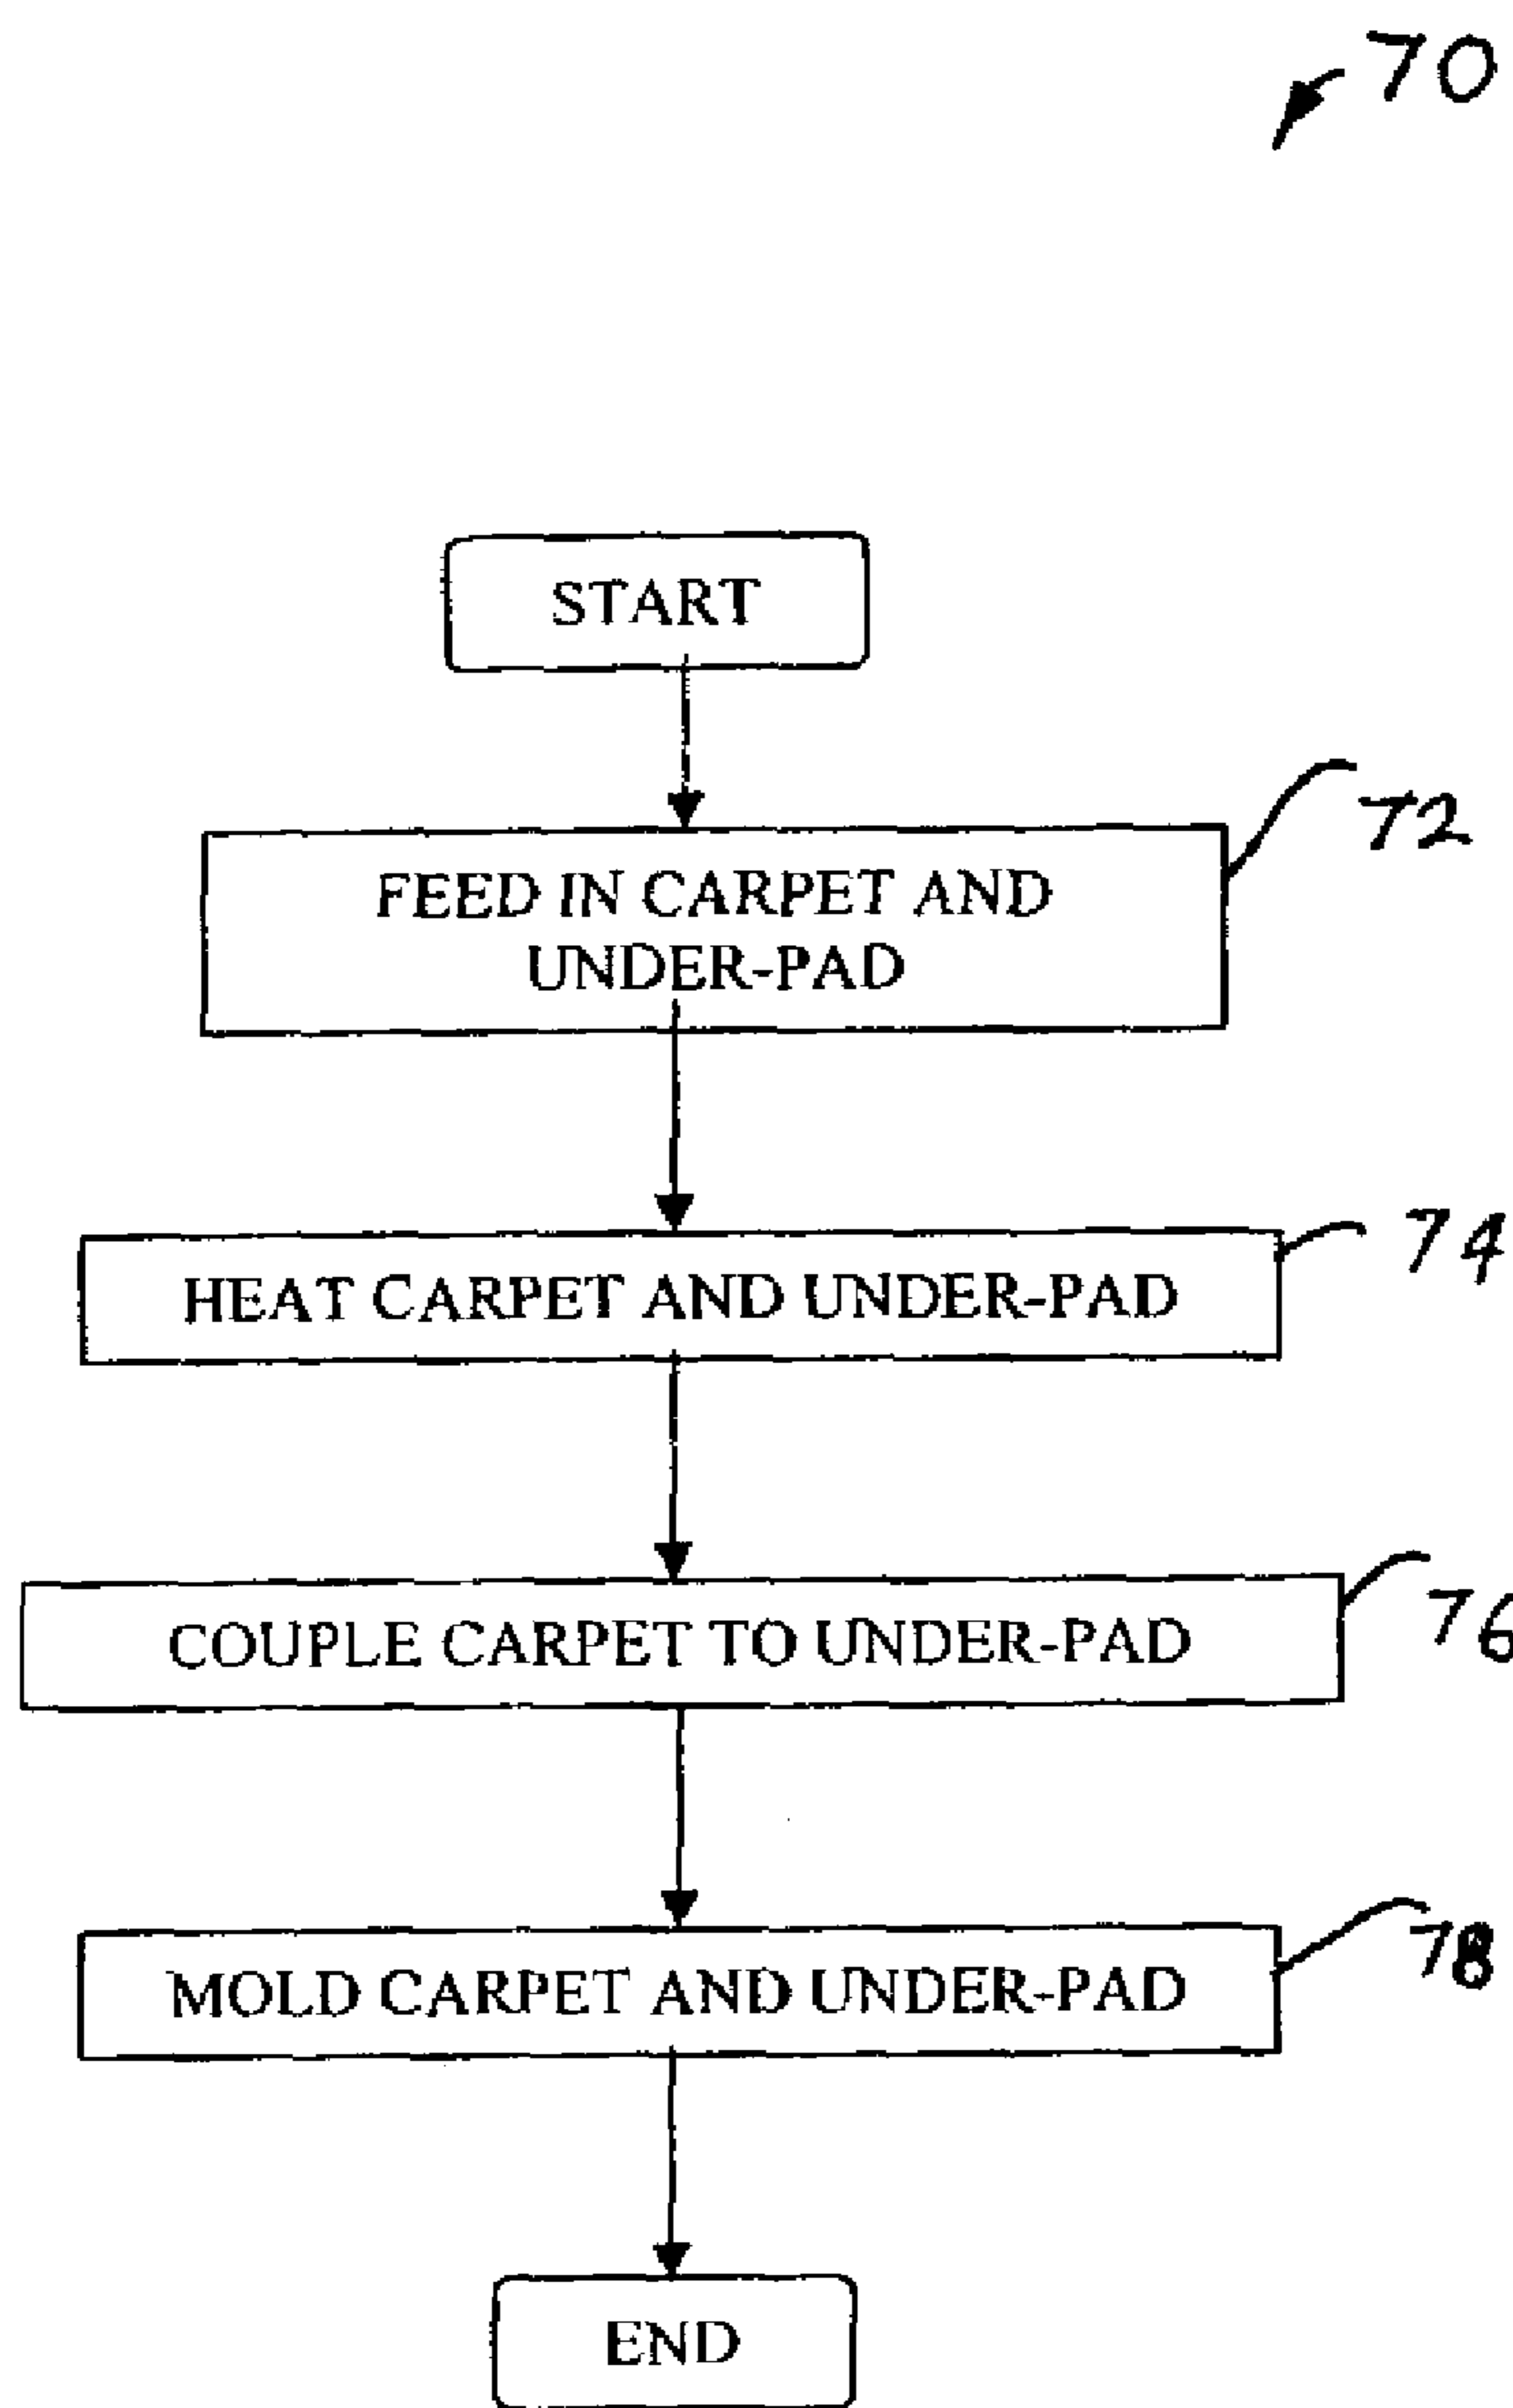 70
START
72
FEED IN CARPET AND
UNDER-PAD
74
HEAT CARPET AND UNDER-PAD
76
COUPLE CARPET TO UNDER-PAD
78
MOLD CARPET AND UNDER-PAD
END